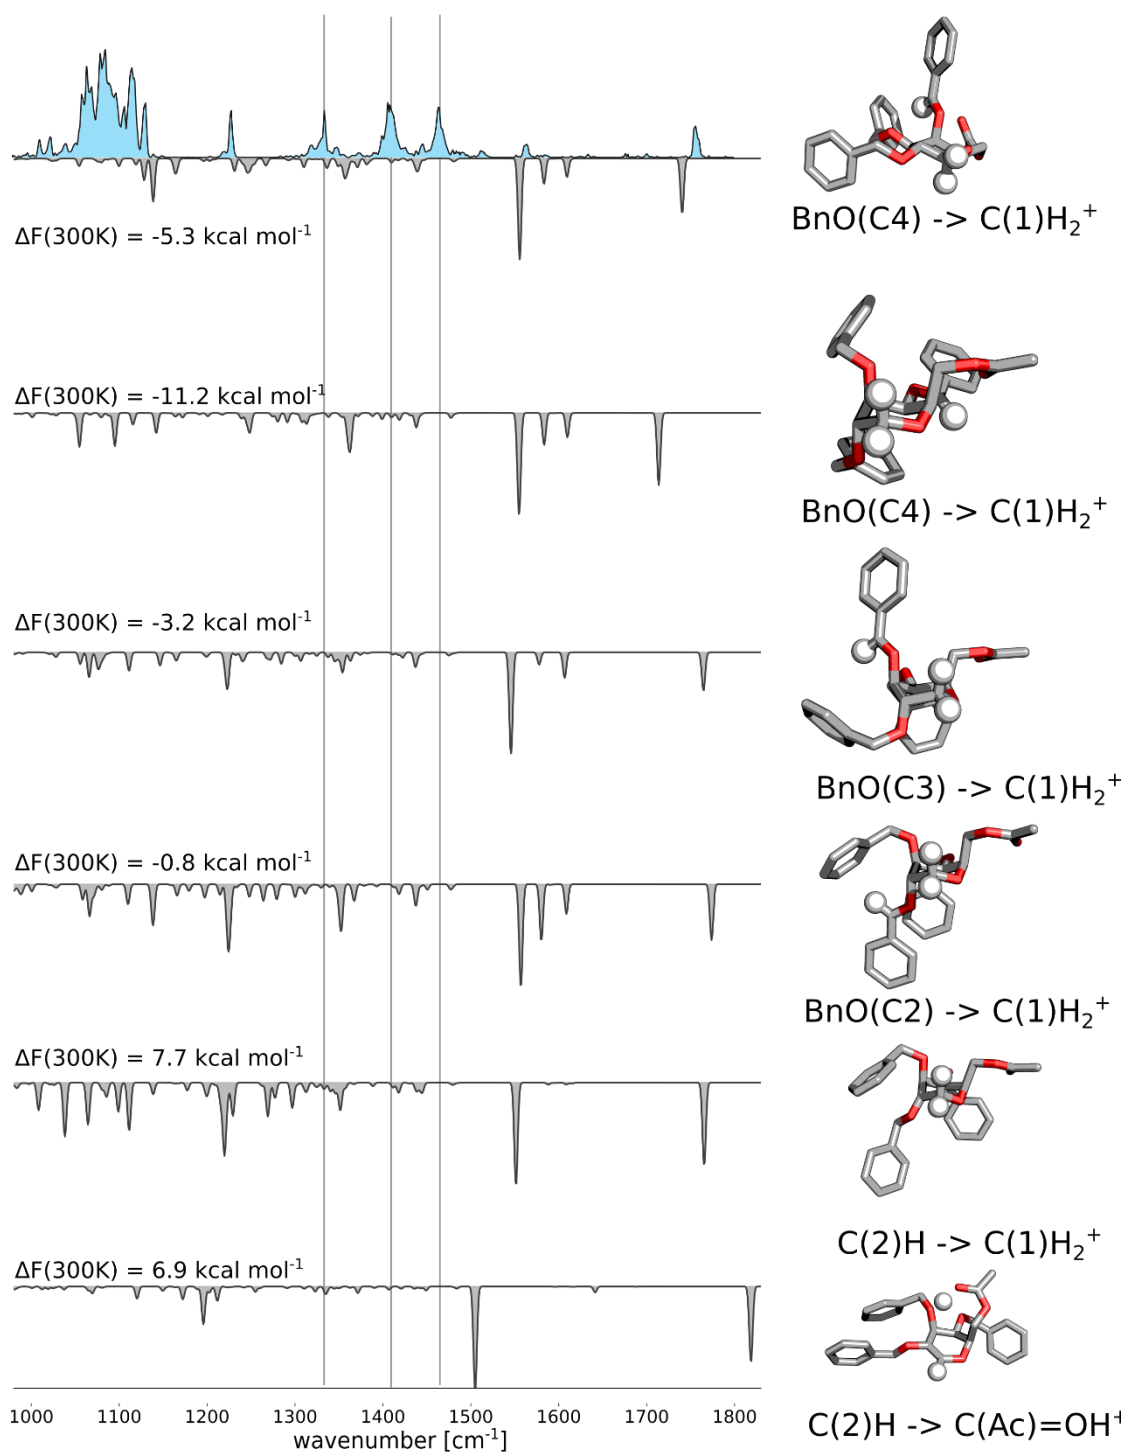 BnO(C4) -> C(1)H₂⁺
ΔF(300K) = -5.3 kcal mol⁻¹
ΔF(300K) = -11.2 kcal mol⁻¹
BnO(C4) -> C(1)H₂⁺
ΔF(300K) = -3.2 kcal mol⁻¹
BnO(C3) -> C(1)H₂⁺
ΔF(300K) = -0.8 kcal mol⁻¹
BnO(C2) -> C(1)H₂⁺
ΔF(300K) = 7.7 kcal mol⁻¹
C(2)H -> C(1)H₂⁺
ΔF(300K) = 6.9 kcal mol⁻¹
C(2)H -> C(Ac)=OH⁺
1000 1100 1200 1300 1400 1500 1600 1700 1800
wavenumber [cm⁻¹]